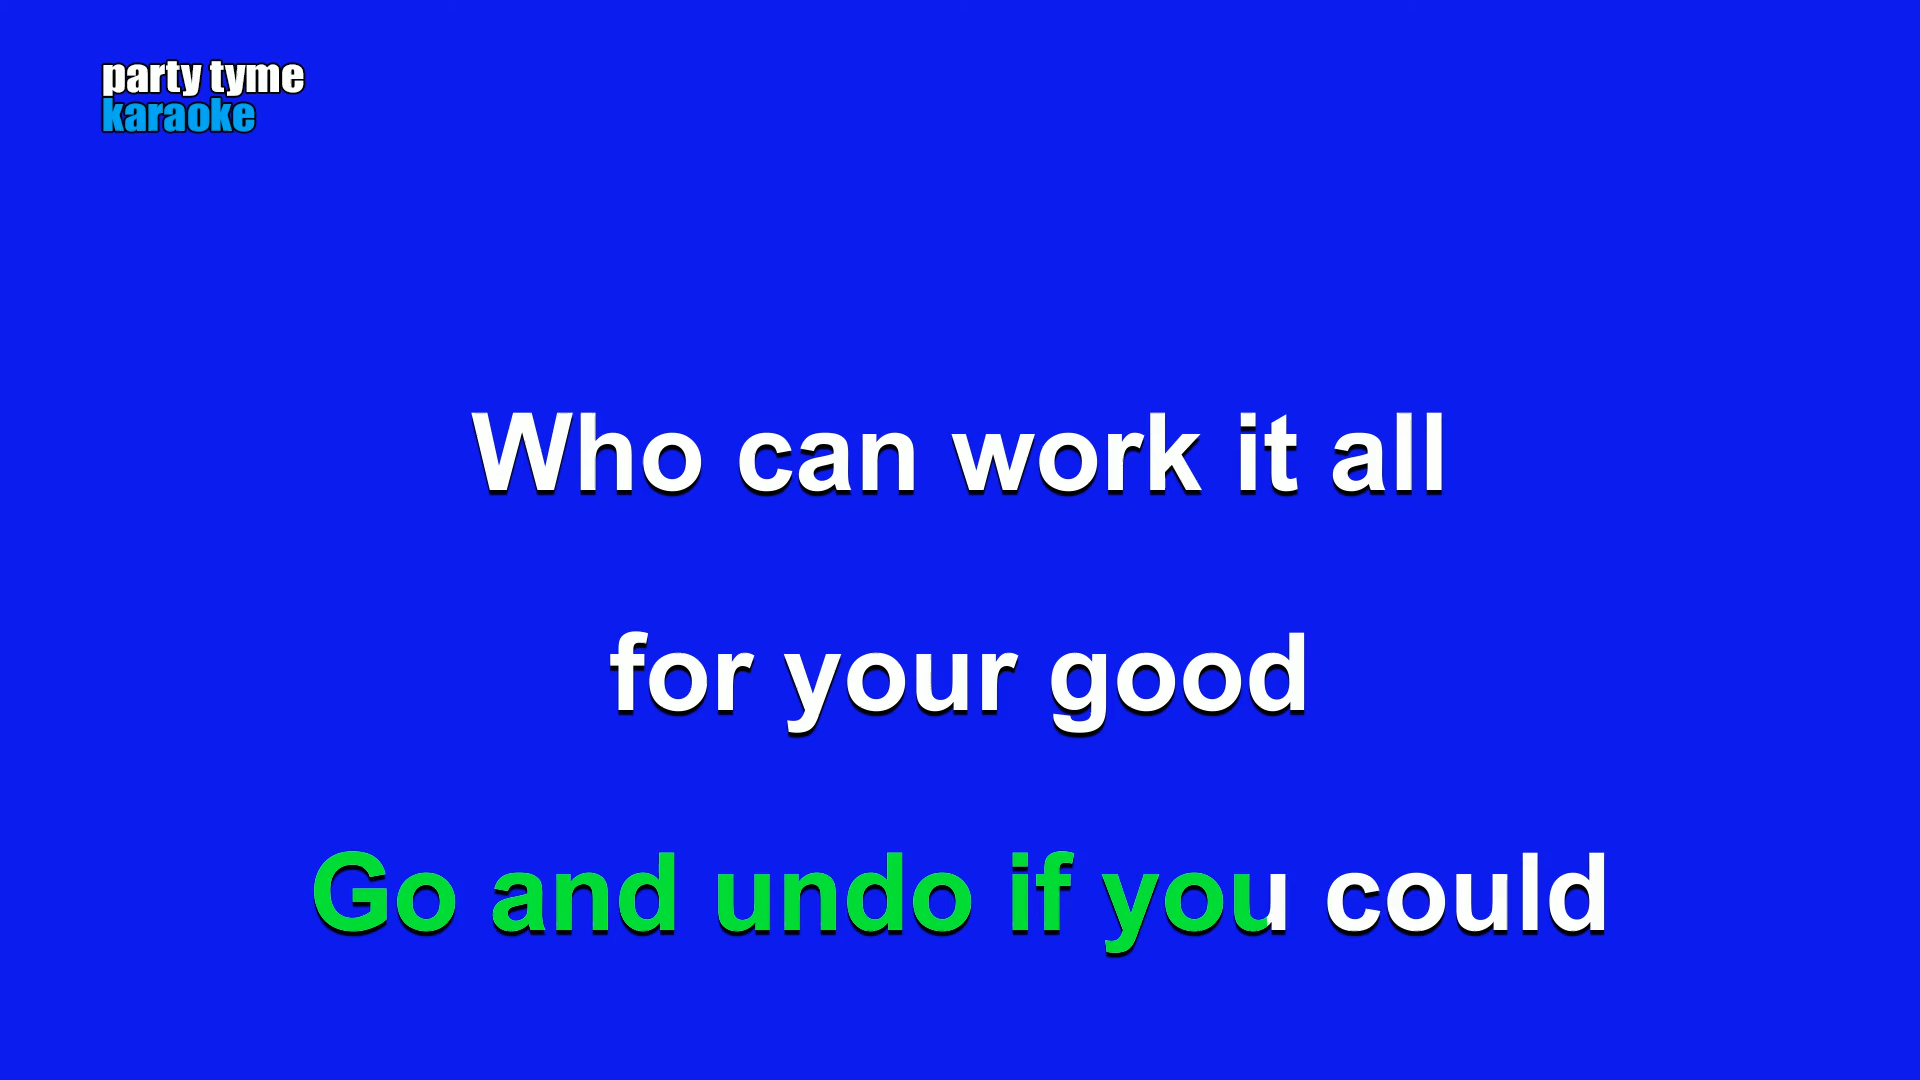 party tyme
karaoke
Who can work it all
for your good
Go and undo if you could